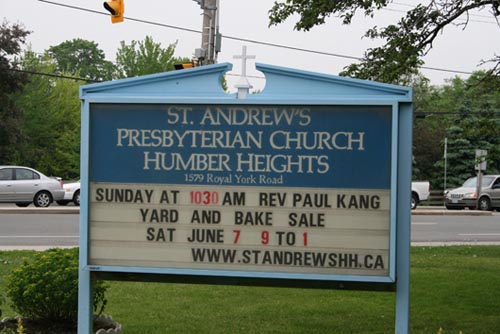 ST. ANDREW'S
PRESBYTERIAN CHURCH
HUMBER HEIGHTS
1579 Royal York Road
SUNDAY AT 1030 AM REV PAUL KANG
YARD AND BAKE SALE
SAT JUNE 7 9 TO 1
WWW.STANDREWSHH.CA